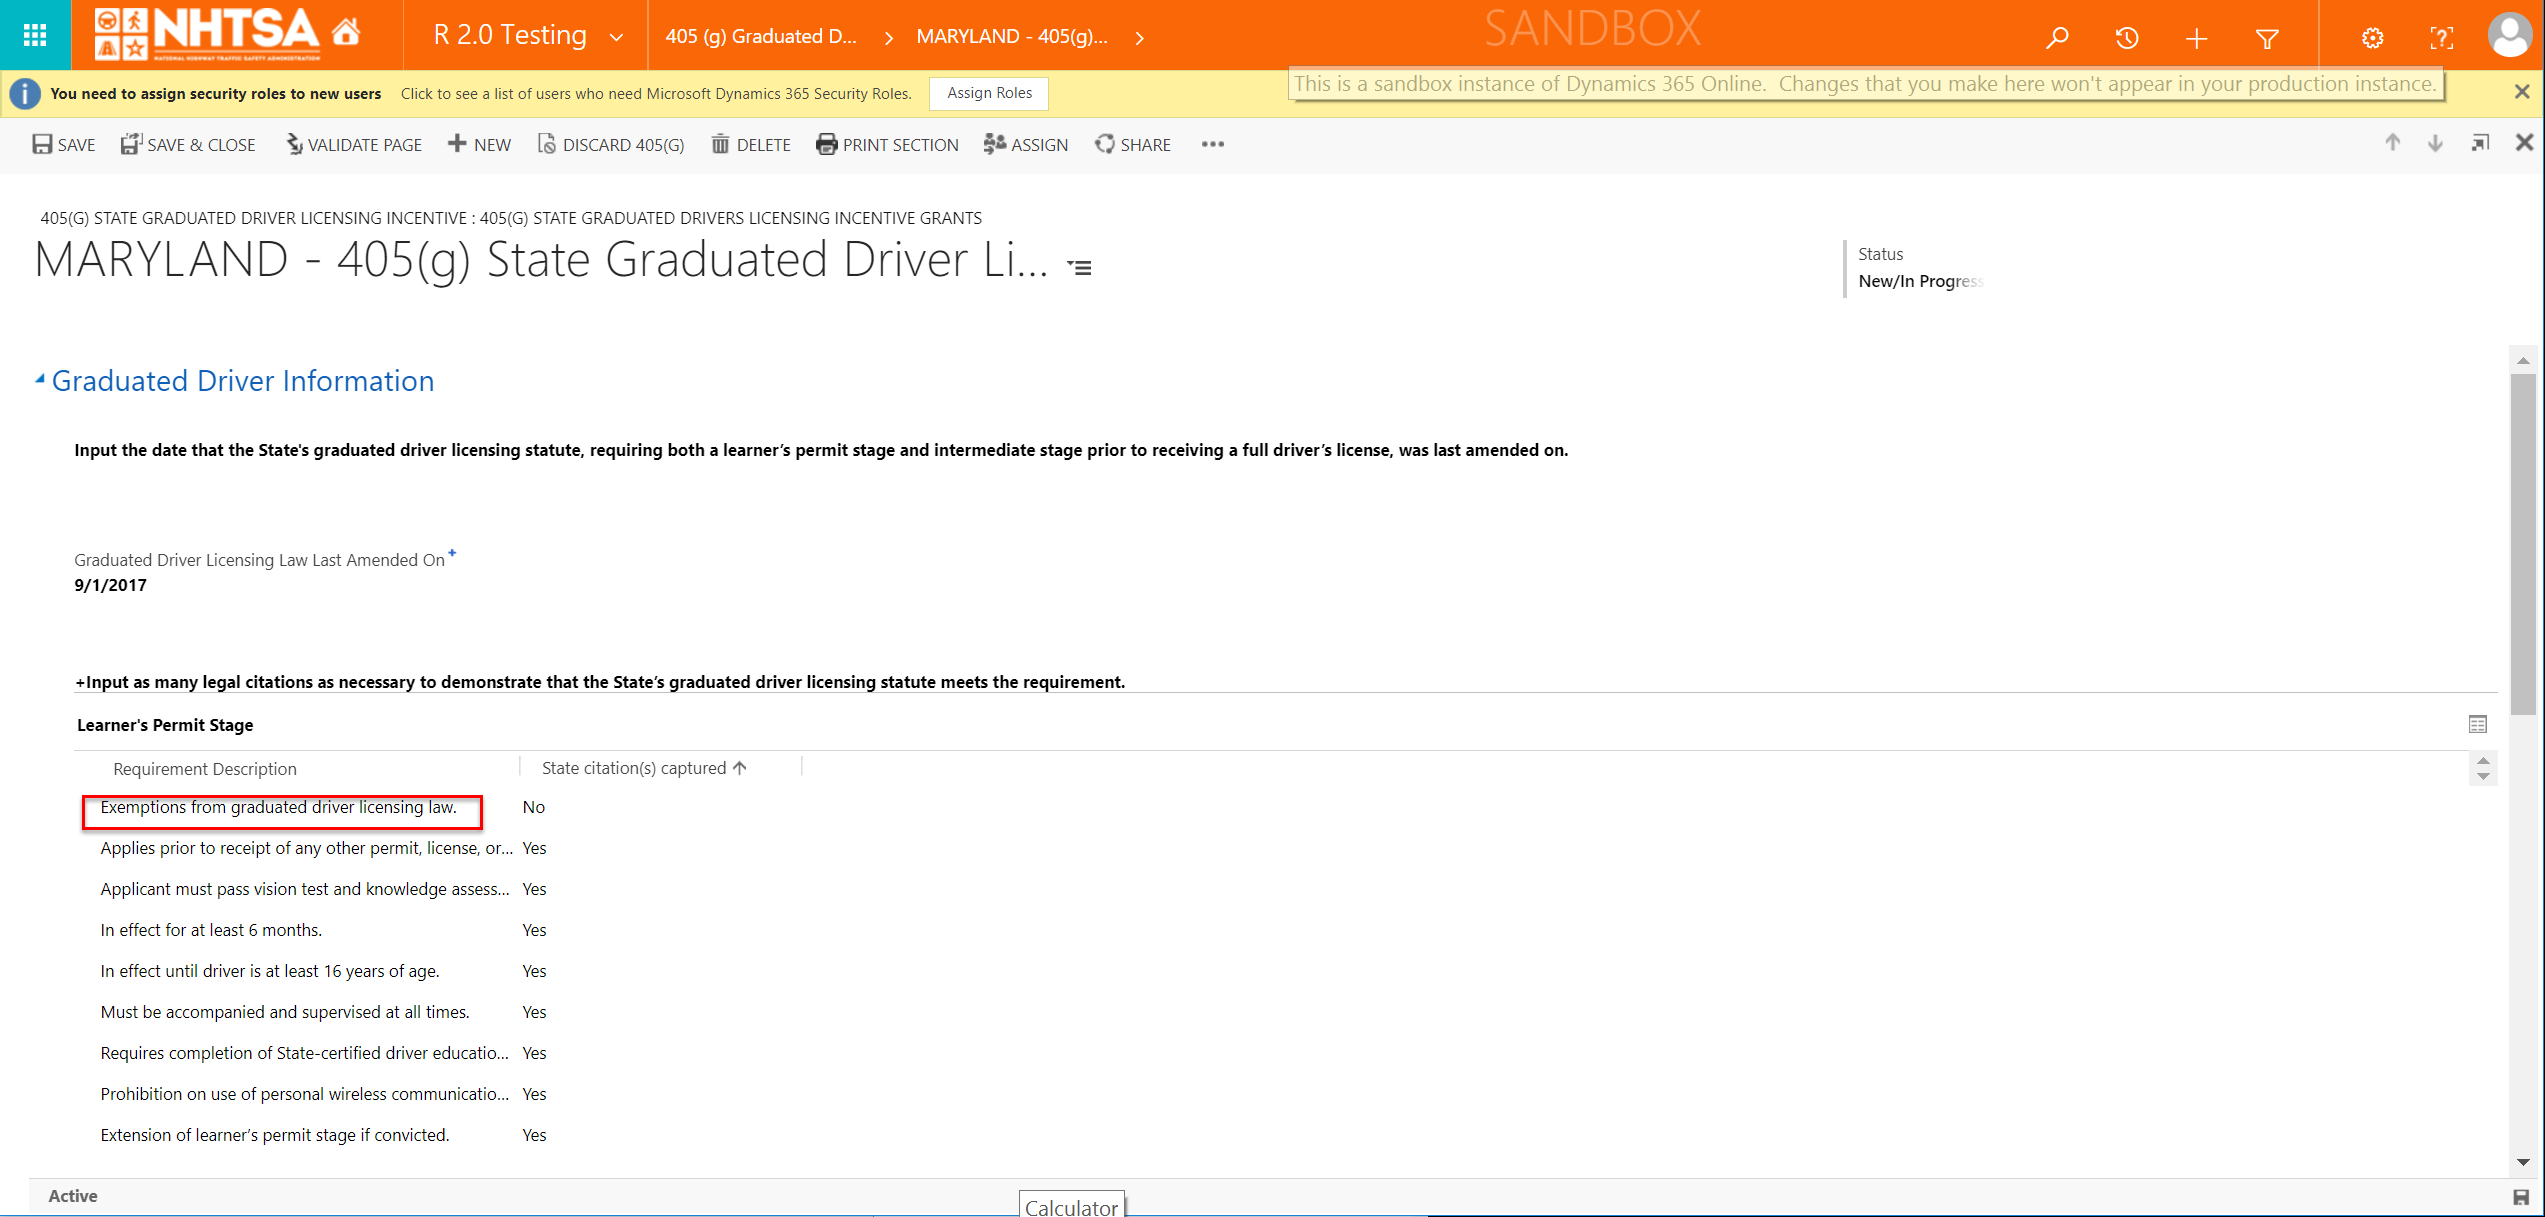 NHTSA
NATIONAL HIGHWAY TRAFFIC SAFETY ADMINISTRATION
R 2.0 Testing
405 (g) Graduated D...
MARYLAND - 405(g)...
SANDBOX
This is a sandbox instance of Dynamics 365 Online. Changes that you make here won't appear in your production instance.
You need to assign security roles to new users
Click to see a list of users who need Microsoft Dynamics 365 Security Roles.
Assign Roles
SAVE
SAVE & CLOSE
VALIDATE PAGE
NEW
DISCARD 405(G)
DELETE
PRINT SECTION
ASSIGN
SHARE
405(G) STATE GRADUATED DRIVER LICENSING INCENTIVE : 405(G) STATE GRADUATED DRIVERS LICENSING INCENTIVE GRANTS
MARYLAND - 405(g) State Graduated Driver Li...
Status
New/In Progress
Graduated Driver Information
Input the date that the State's graduated driver licensing statute, requiring both a learner’s permit stage and intermediate stage prior to receiving a full driver’s license, was last amended on.
Graduated Driver Licensing Law Last Amended On +
9/1/2017
+Input as many legal citations as necessary to demonstrate that the State’s graduated driver licensing statute meets the requirement.
Learner's Permit Stage
Requirement Description
State citation(s) captured ↑
Exemptions from graduated driver licensing law. No
Applies prior to receipt of any other permit, license, or... Yes
Applicant must pass vision test and knowledge assess... Yes
In effect for at least 6 months. Yes
In effect until driver is at least 16 years of age. Yes
Must be accompanied and supervised at all times. Yes
Requires completion of State-certified driver educatio... Yes
Prohibition on use of personal wireless communicatio... Yes
Extension of learner’s permit stage if convicted. Yes
Active
Calculator